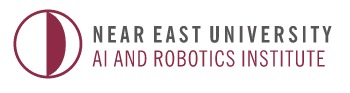 NEAR EAST UNIVERSITY
AI AND ROBOTICS INSTITUTE